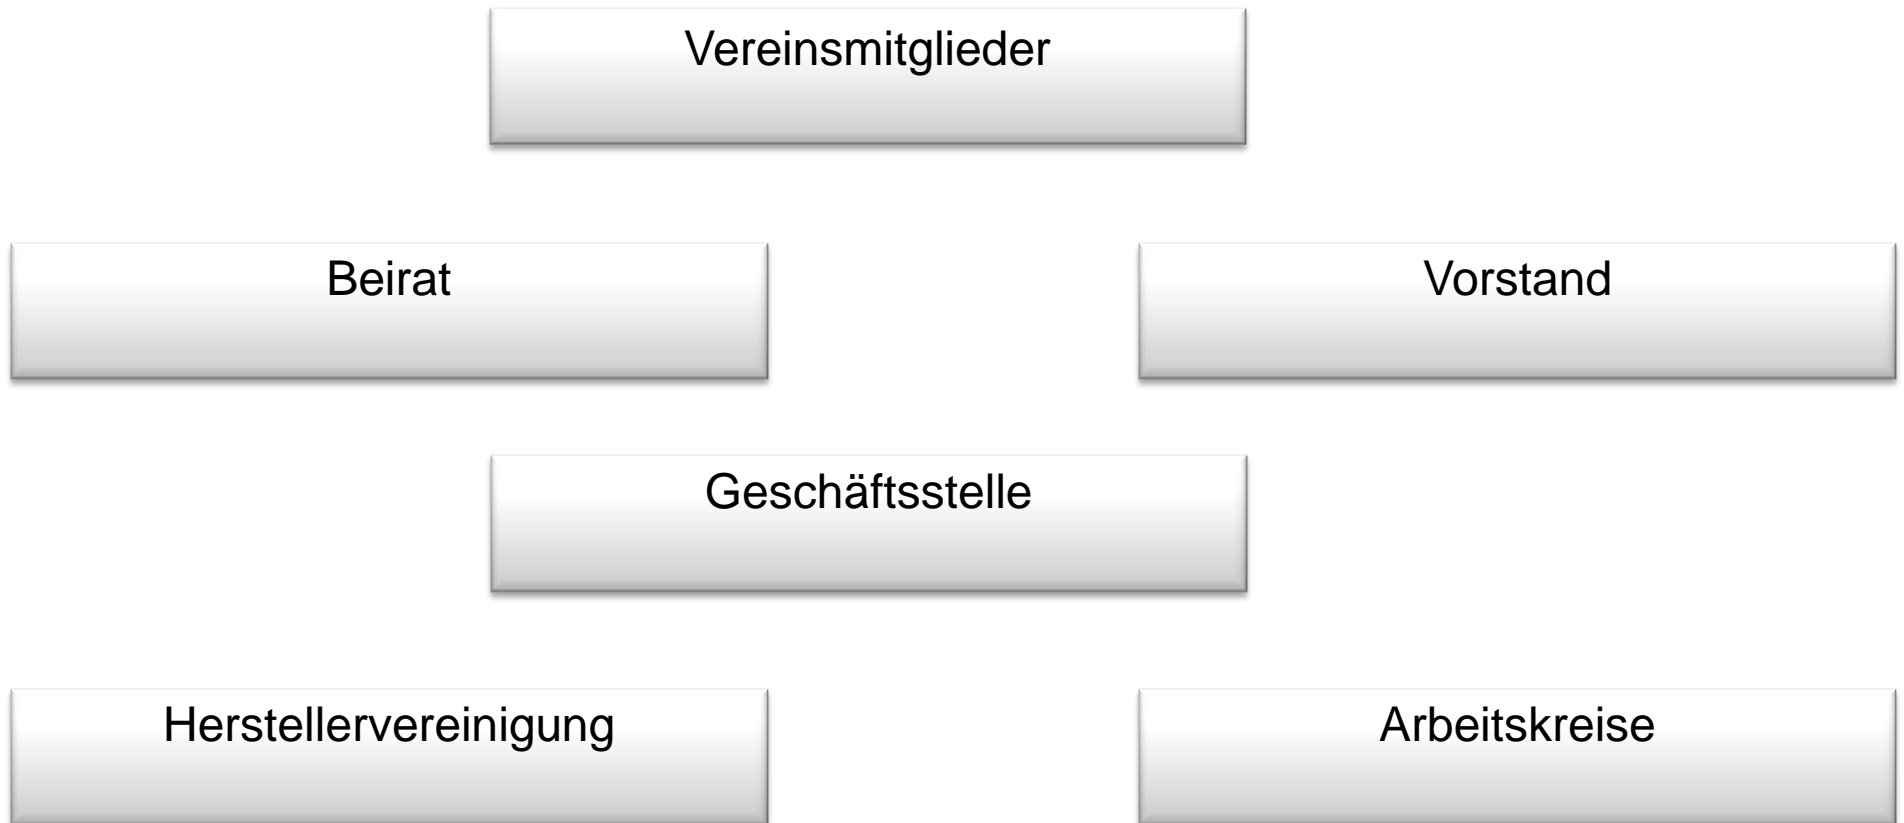 Vereinsmitglieder
Beirat
Vorstand
Geschäftsstelle
Herstellervereinigung
Arbeitskreise